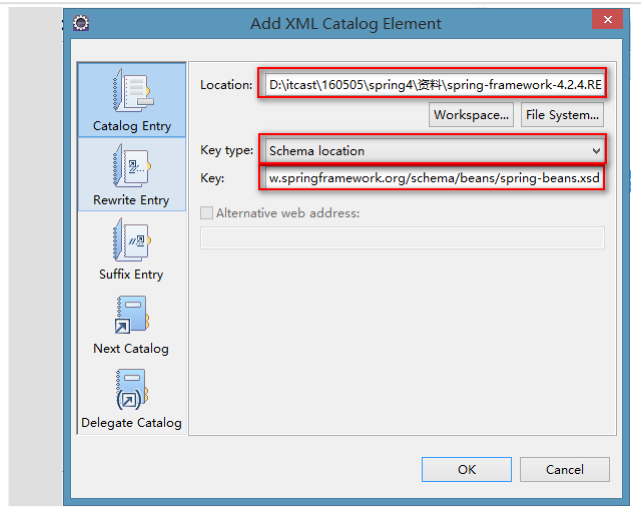 Add XML Catalog Element
Catalog Entry
Rewrite Entry
Suffix Entry
Next Catalog
Delegate Catalog
Location: D:\itcast\160505\spring4\资料\spring-framework-4.2.4.RE
Workspace... File System...
Key type: Schema location
Key: w.springframework.org/schema/beans/spring-beans.xsd
Alternative web address:
OK Cancel